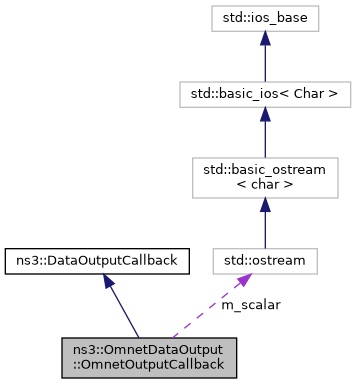 std::ios_base
std::basic_ios< Char >
std::basic_ostream
< char >
ns3::DataOutputCallback
std::ostream
m_scalar
ns3::OmnetDataOutput
::OmnetOutputCallback